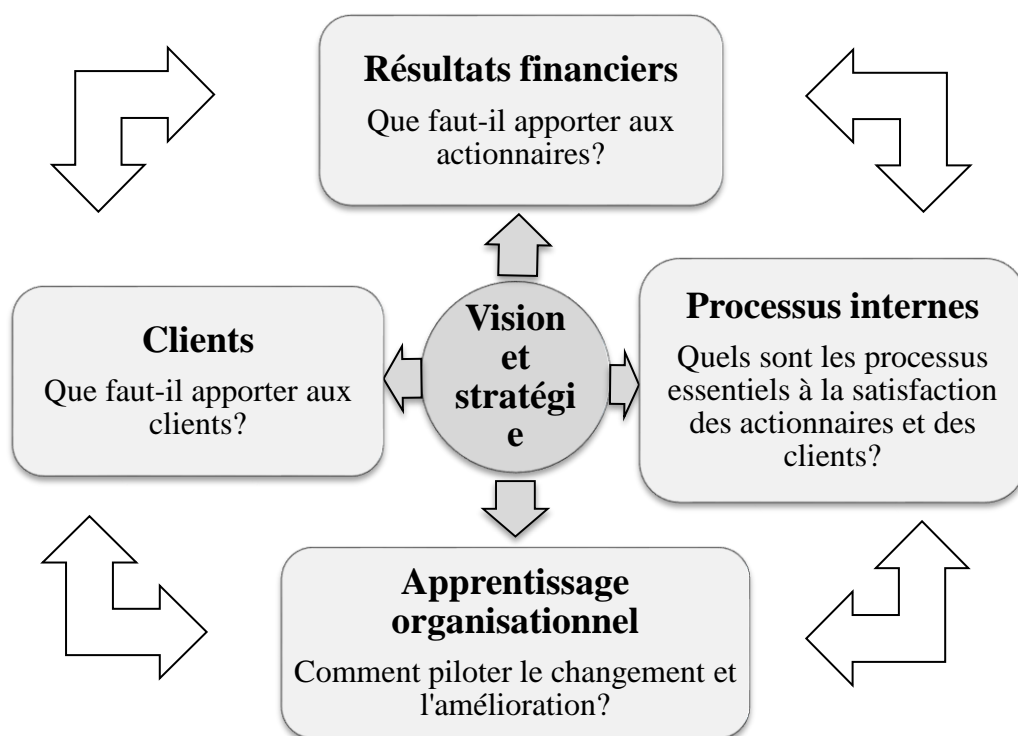 Résultats financiers
Que faut-il apporter aux
actionnaires?
Clients
Que faut-il apporter aux
clients?
Vision
et
stratégi
e
Processus internes
Quels sont les processus
essentiels à la satisfaction
des actionnaires et des
clients?
Apprentissage
organisationnel
Comment piloter le changement et
l'amélioration?